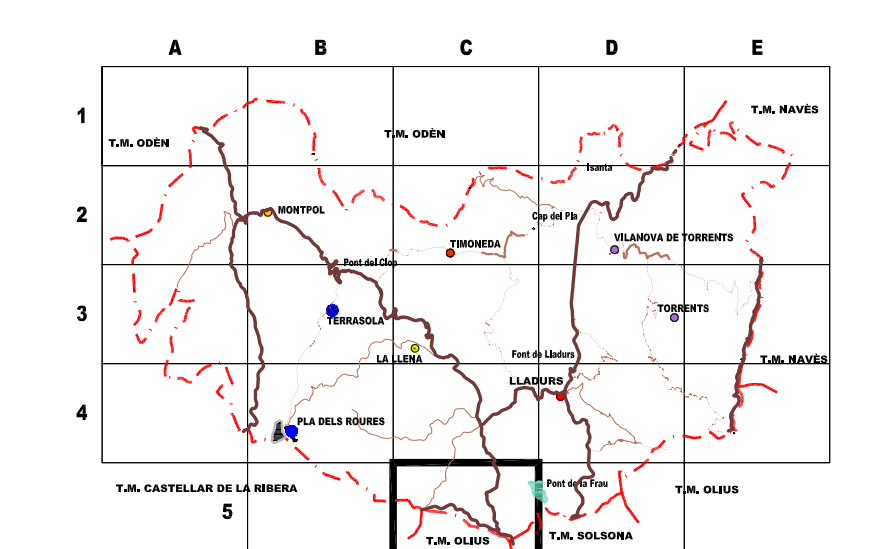 A B C D E
1
T.M. NAVÈS
T.M. ODÈN
T.M. ODÈN
Isanta
2
MONTPOL
Cap del Pla
VILANOVA DE TORRENTS
TIMONEDA
Pont del Clop
3
TORRENTS
TERRASOLA
LA LLENA
Font de Lladurs
T.M. NAVÈS
LLADURS
4
PLA DELS ROURES
T.M. CASTELLAR DE LA RIBERA
Pont de la Frau
T.M. OLIUS
5
T.M. OLIUS
T.M. SOLSONA